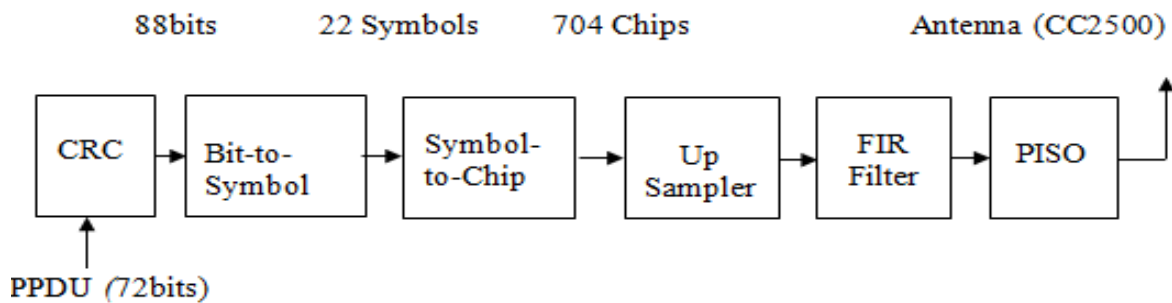 88bits 22 Symbols 704 Chips Antenna (CC2500)
CRC
Bit-to-
Symbol
Symbol-
to-Chip
Up
Sampler
FIR
Filter
PISO
PPDU (72bits)